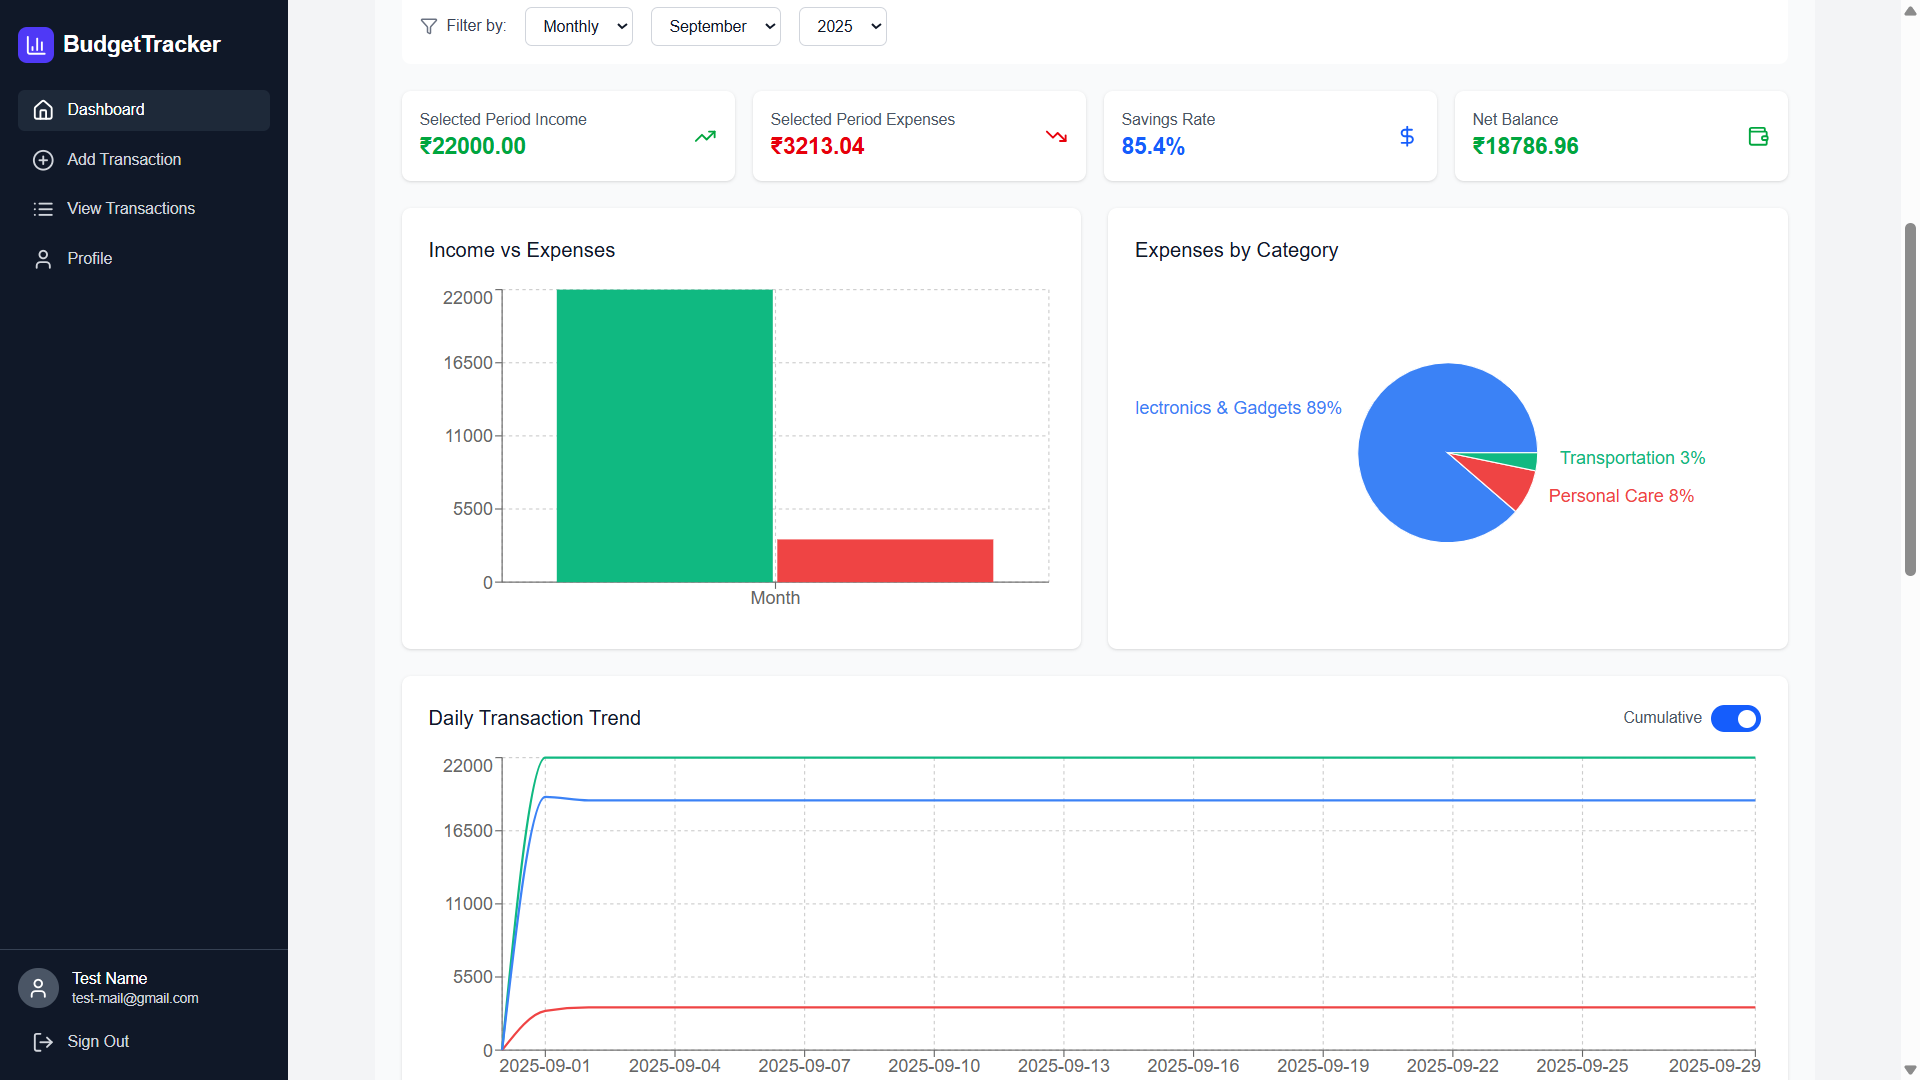 BudgetTracker
Dashboard
Add Transaction
View Transactions
Profile
Test Name
test-mail@gmail.com
Sign Out
Filter by:
Monthly
September
2025
Selected Period Income
₹22000.00
Selected Period Expenses
₹3213.04
Savings Rate
85.4%
$
Net Balance
₹18786.96
Income vs Expenses
22000
16500
11000
5500
0
Month
Expenses by Category
lectronics & Gadgets 89%
Transportation 3%
Personal Care 8%
Daily Transaction Trend
Cumulative
22000
16500
11000
5500
0
2025-09-01 2025-09-04 2025-09-07 2025-09-10 2025-09-13 2025-09-16 2025-09-19 2025-09-22 2025-09-25 2025-09-29